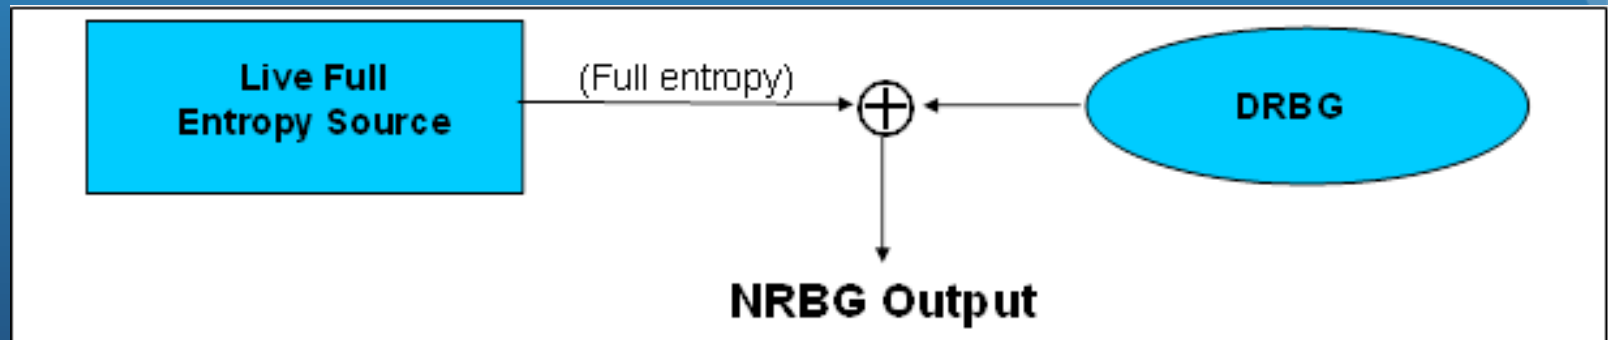 Live Full
Entropy Source
(Full entropy)
DRBG
NRBG Output